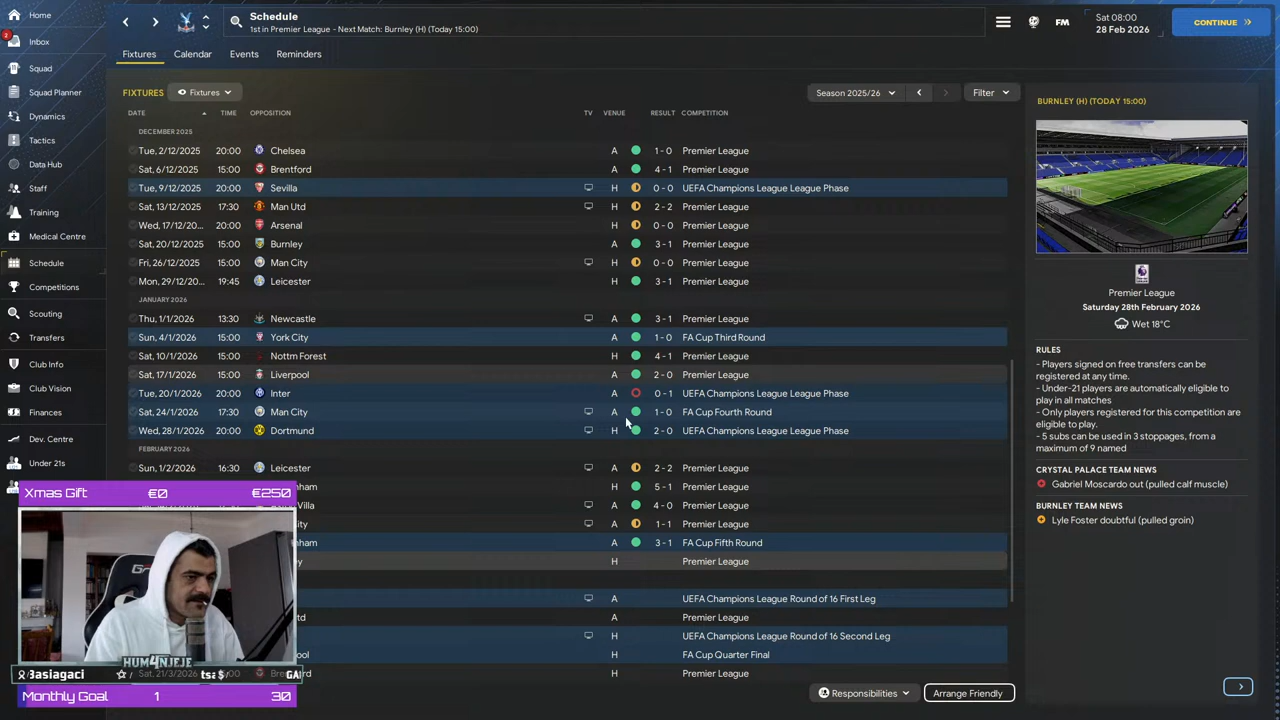 Home
2
Inbox
Squad
Squad Planner
Dynamics
Tactics
Data Hub
Staff
Training
Medical Centre
Schedule
Competitions
Scouting
Transfers
Club Info
Club Vision
Finances
Dev. Centre
Under 21s
Schedule
1st in Premier League - Next Match: Burnley (H) (Today 15:00)
FM
Sat 08:00
28 Feb 2026
CONTINUE
Fixtures Calendar Events Reminders
FIXTURES Fixtures Season 2025/26 Filter
DATE TIME OPPOSITION TV VENUE RESULT COMPETITION
DECEMBER 2025
Tue, 2/12/2025 20:00 Chelsea A 1 - 0 Premier League
Sat, 6/12/2025 15:00 Brentford A 4 - 1 Premier League
Tue, 9/12/2025 20:00 Sevilla H 0 - 0 UEFA Champions League League Phase
Sat, 13/12/2025 17:30 Man Utd H 2 - 2 Premier League
Wed, 17/12/20... 20:00 Arsenal H 0 - 0 Premier League
Sat, 20/12/2025 15:00 Burnley A 3 - 1 Premier League
Fri, 26/12/2025 15:00 Man City H 0 - 0 Premier League
Mon, 29/12/20... 19:45 Leicester H 3 - 1 Premier League
JANUARY 2026
Thu, 1/1/2026 13:30 Newcastle A 3 - 1 Premier League
Sun, 4/1/2026 15:00 York City A 1 - 0 FA Cup Third Round
Sat, 10/1/2026 15:00 Nottm Forest H 4 - 1 Premier League
Sat, 17/1/2026 15:00 Liverpool A 2 - 0 Premier League
Tue, 20/1/2026 20:00 Inter A 0 - 1 UEFA Champions League League Phase
Sat, 24/1/2026 17:30 Man City A 1 - 0 FA Cup Fourth Round
Wed, 28/1/2026 20:00 Dortmund H 2 - 0 UEFA Champions League League Phase
FEBRUARY 2026
Sun, 1/2/2026 16:30 Leicester A 2 - 2 Premier League
nham H 5 - 1 Premier League
Villa A 4 - 0 Premier League
ity A 1 - 1 Premier League
nham A 3 - 1 FA Cup Fifth Round
y H Premier League
A UEFA Champions League Round of 16 First Leg
td A Premier League
H UEFA Champions League Round of 16 Second Leg
ool H FA Cup Quarter Final
Sat, 21/3/2026 Brentford H Premier League
Responsibilities Arrange Friendly
BURNLEY (H) (TODAY 15:00)
Premier League
Saturday 28th February 2026
Wet 18°C
RULES
- Players signed on free transfers can be
registered at any time.
- Under-21 players are automatically eligible to
play in all matches
- Only players registered for this competition are
eligible to play.
- 5 subs can be used in 3 stoppages, from a
maximum of 9 named
CRYSTAL PALACE TEAM NEWS
Gabriel Moscardo out (pulled calf muscle)
BURNLEY TEAM NEWS
Lyle Foster doubtful (pulled groin)
Xmas Gift €0 €250
HUM4NJEJE
Basiagaci
Monthly Goal 1 30